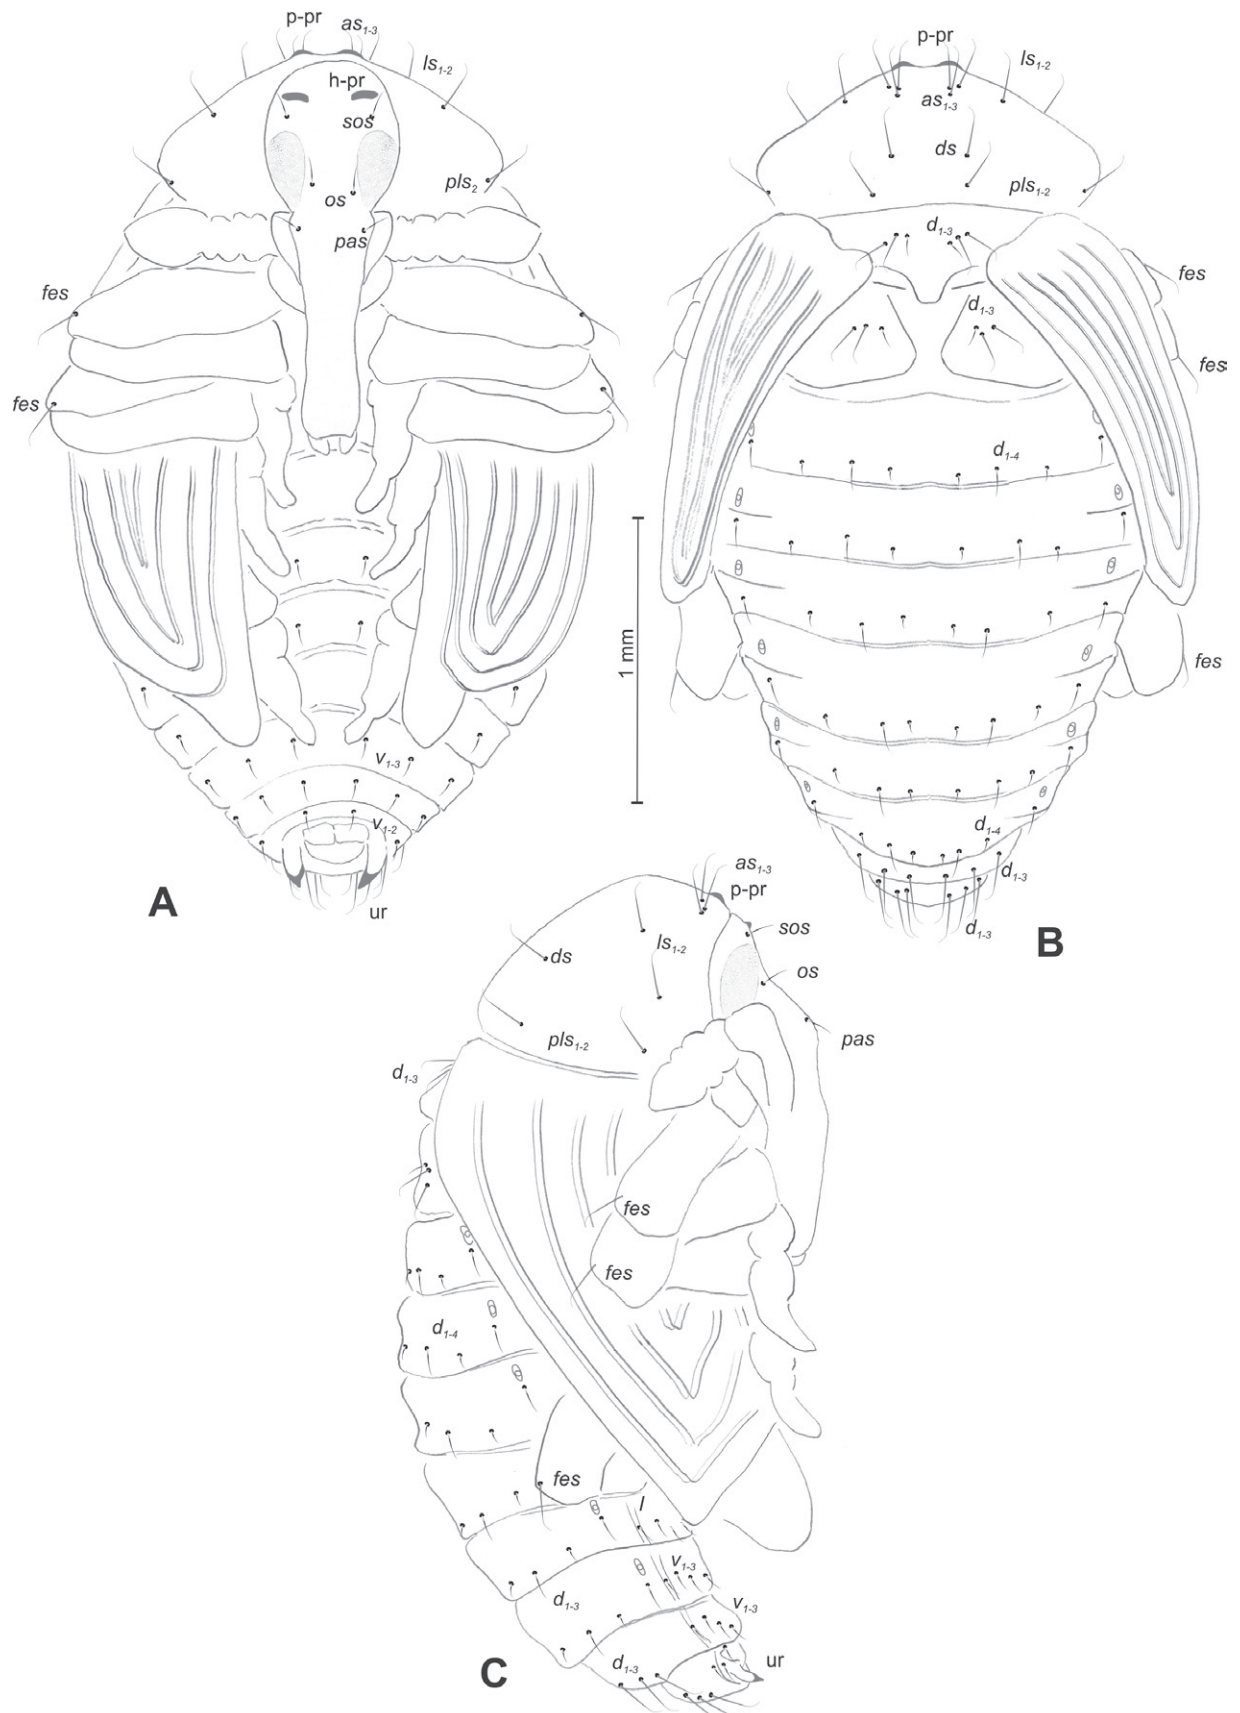 p-pr as1-3
ls1-2
h-pr
sos
pls2
os
pas
fes
fes
v1-3
v1-2
ur
A
1 mm
p-pr
ls1-2
as1-3
ds
pls1-2
d1-3
fes
d1-3
fes
d1-4
fes
d1-4
d1-3
d1-3
B
as1-3
p-pr
sos
ls1-2
ds
os
pls1-2
pas
d1-3
fes
fes
d1-4
fes
l
v1-3
d1-3
v1-3
d1-3
ur
C